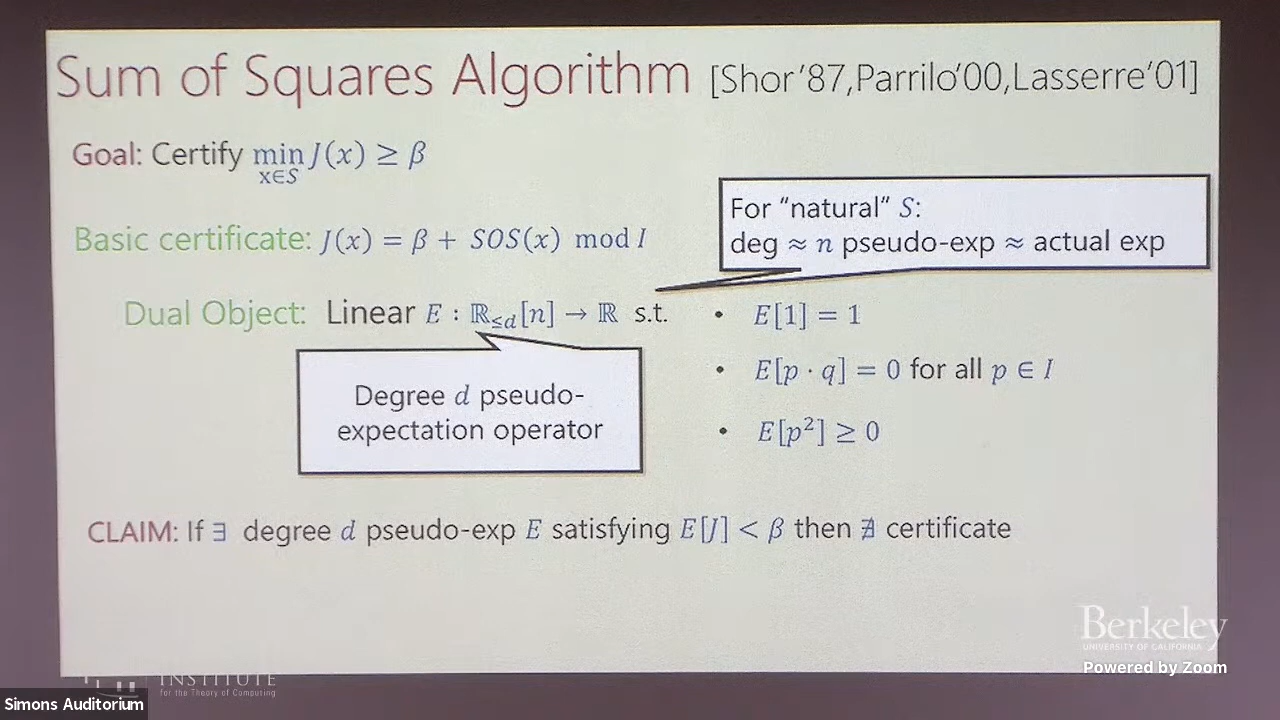 Sum of Squares Algorithm [Shor'87,Parrilo'00,Lasserre'01]
Goal: Certify min J(x) ≥ β
x∈S
For “natural” S:
deg ≈ n pseudo-exp ≈ actual exp
Basic certificate: J(x) = β + SOS(x) mod I
Dual Object: Linear E : ℝ≤d[n] → ℝ s.t.
• E[1] = 1
• E[p · q] = 0 for all p ∈ I
• E[p²] ≥ 0
Degree d pseudo-
expectation operator
CLAIM: If ∃ degree d pseudo-exp E satisfying E[J] < β then ∄ certificate
Berkeley
UNIVERSITY OF CALIFORNIA
Powered by Zoom
INSTITUTE
for the Theory of Computing
Simons Auditorium